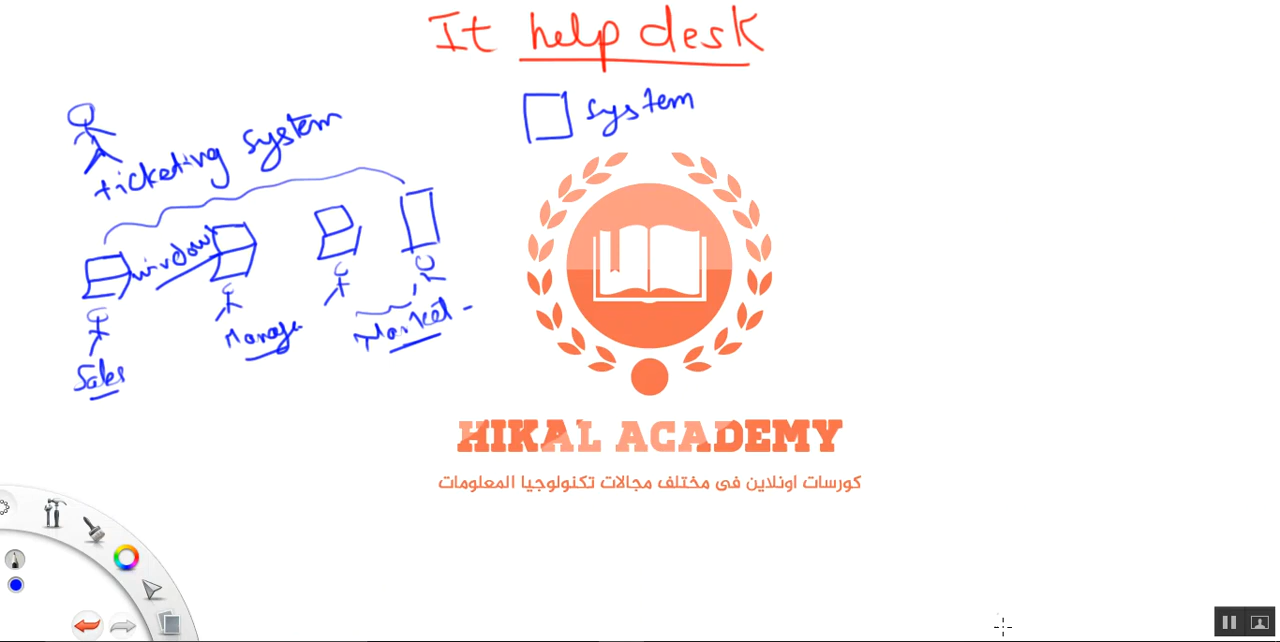 It help desk
system
ticketing system
windows
Manage
Market
Sales
HIKAL ACADEMY
كورسات اونلاين فى مختلف مجالات تكنولوجيا المعلومات